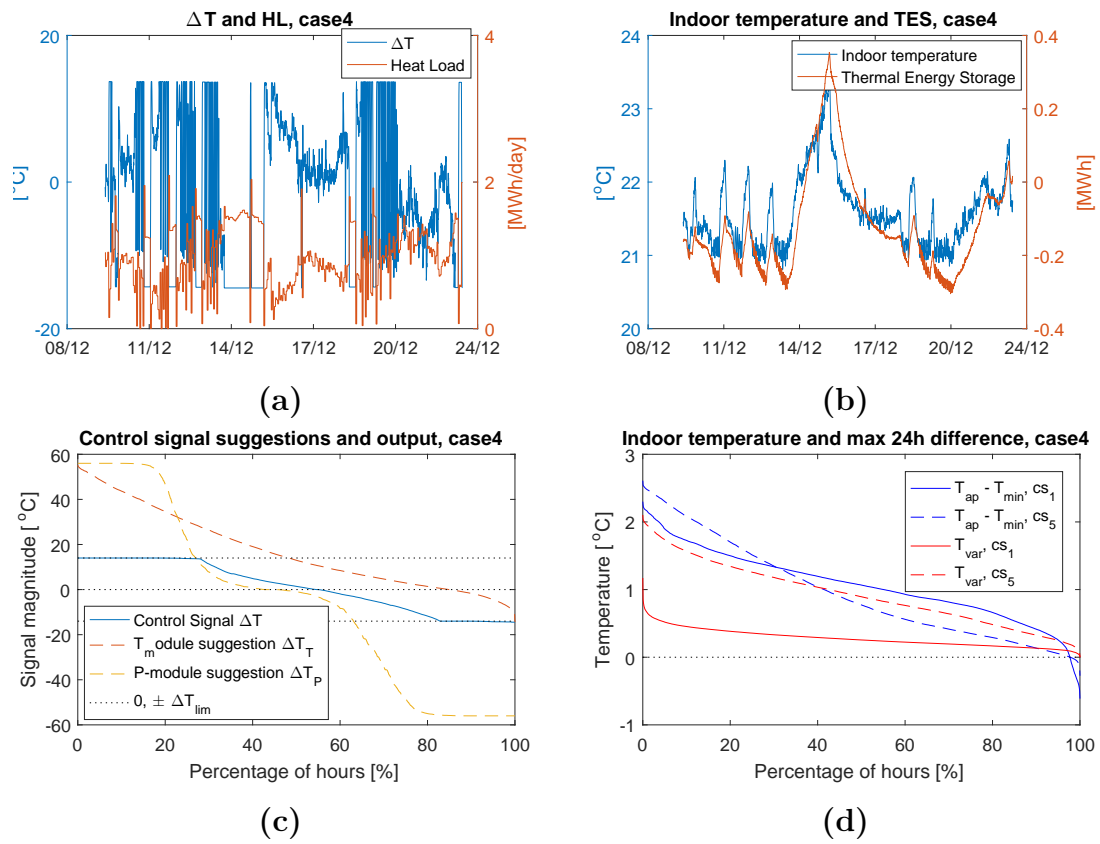 ΔT and HL, case4
20
0
-20
[°C]
4
2
0
[MWh/day]
ΔT
Heat Load
08/12
11/12
14/12
17/12
20/12
24/12
(a)
Indoor temperature and TES, case4
24
23
22
21
20
[°C]
0.4
0.2
0
-0.2
-0.4
[MWh]
Indoor temperature
Thermal Energy Storage
08/12
11/12
14/12
17/12
20/12
24/12
(b)
Control signal suggestions and output, case4
60
40
20
0
-20
-40
-60
Signal magnitude [ °C]
Control Signal ΔT
T_module suggestion ΔT_T
P-module suggestion ΔT_P
0, ± ΔT_lim
0
20
40
60
80
100
Percentage of hours [%]
(c)
Indoor temperature and max 24h difference, case4
3
2
1
0
-1
Temperature [ °C]
T_ap - T_min, cs_1
T_ap - T_min, cs_5
T_var, cs_1
T_var, cs_5
0
20
40
60
80
100
Percentage of hours [%]
(d)